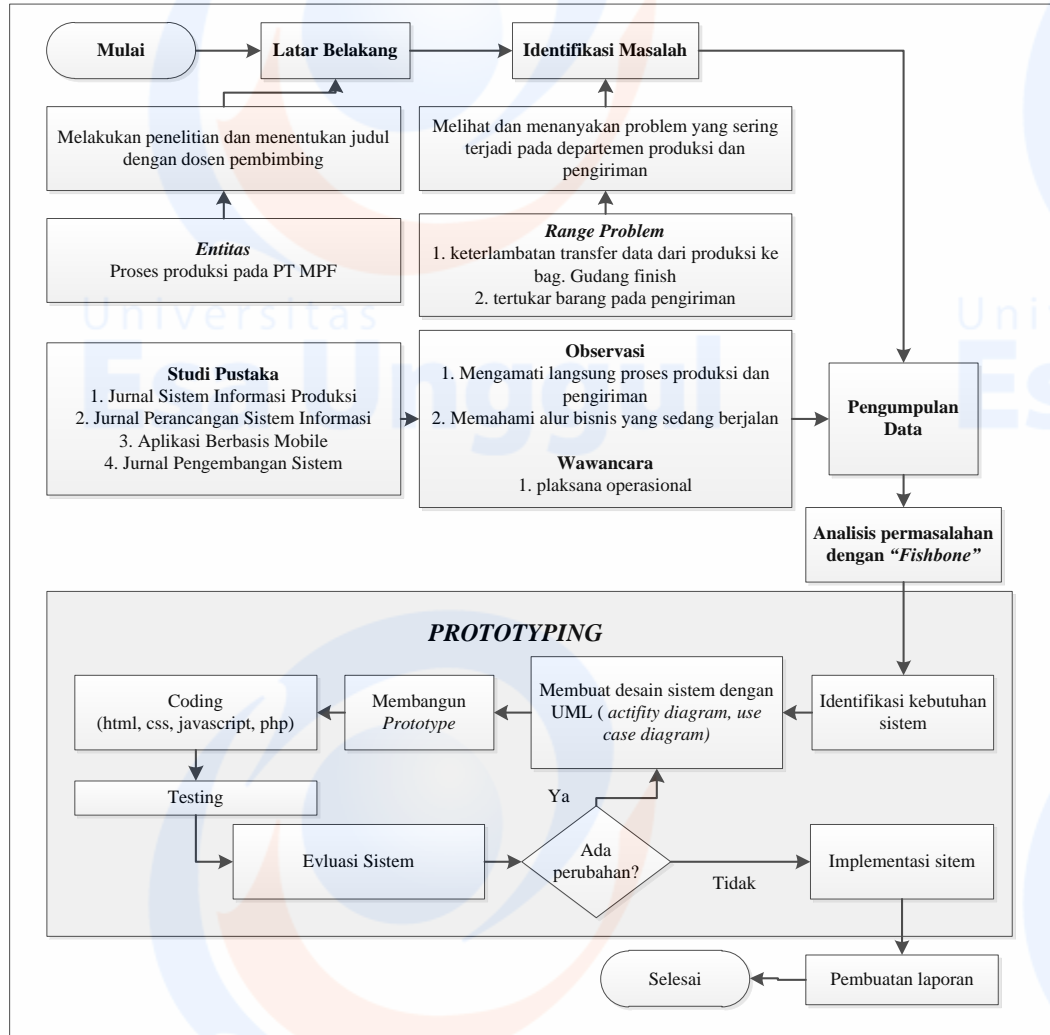 Mulai
Latar Belakang
Identifikasi Masalah
Melakukan penelitian dan menentukan judul
dengan dosen pembimbing
Melihat dan menanyakan problem yang sering
terjadi pada departemen produksi dan
pengiriman
Entitas
Proses produksi pada PT MPF
Range Problem
1. keterlambatan transfer data dari produksi ke
bag. Gudang finish
2. tertukar barang pada pengiriman
Universitas
Esa Unggul
Uni
Es
Studi Pustaka
1. Jurnal Sistem Informasi Produksi
2. Jurnal Perancangan Sistem Informasi
3. Aplikasi Berbasis Mobile
4. Jurnal Pengembangan Sistem
Observasi
1. Mengamati langsung proses produksi dan
pengiriman
2. Memahami alur bisnis yang sedang berjalan
Wawancara
1. plaksana operasional
Pengumpulan
Data
Analisis permasalahan
dengan “Fishbone”
PROTOTYPING
Coding
(html, css, javascript, php)
Membangun
Prototype
Membuat desain sistem dengan
UML ( actifity diagram, use
case diagram)
Identifikasi kebutuhan
sistem
Testing
Ya
Evluasi Sistem
Ada
perubahan?
Tidak
Implementasi sitem
Selesai
Pembuatan laporan